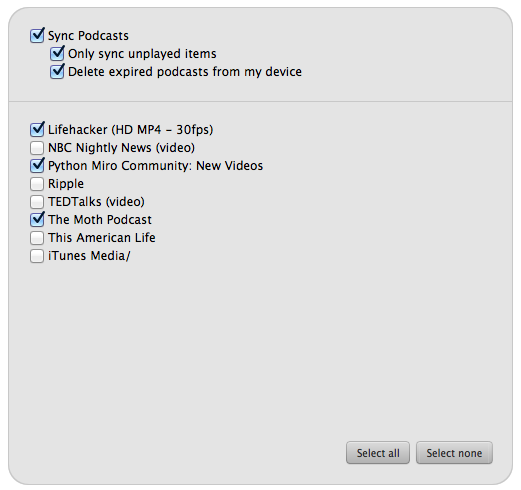 Sync Podcasts
Only sync unplayed items
Delete expired podcasts from my device
Lifehacker (HD MP4 - 30fps)
NBC Nightly News (video)
Python Miro Community: New Videos
Ripple
TEDTalks (video)
The Moth Podcast
This American Life
iTunes Media/
Select all
Select none